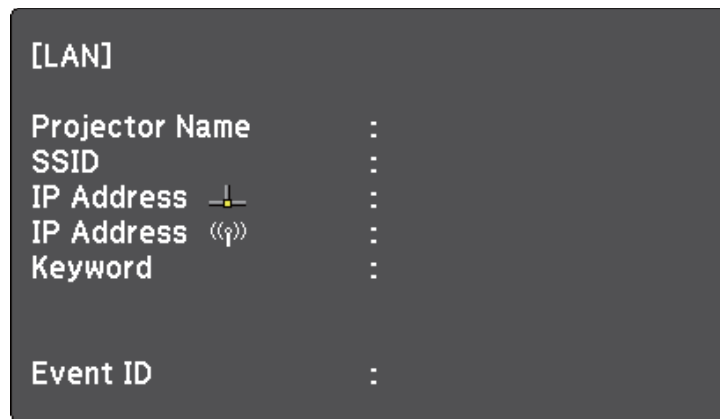 [LAN]
Projector Name :
SSID :
IP Address :
IP Address :
Keyword :
Event ID :